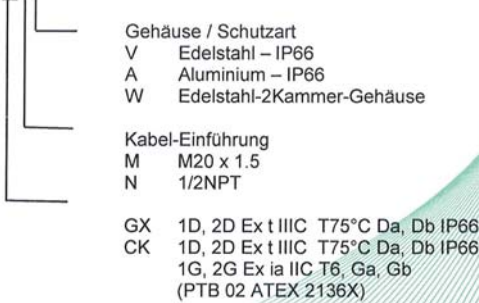 Gehäuse / Schutzart
V Edelstahl – IP66
A Aluminium – IP66
W Edelstahl-2Kammer-Gehäuse
Kabel-Einführung
M M20 x 1.5
N 1/2NPT
GX 1D, 2D Ex t IIIC T75°C Da, Db IP66
CK 1D, 2D Ex t IIIC T75°C Da, Db IP66
1G, 2G Ex ia IIC T6, Ga, Gb
(PTB 02 ATEX 2136X)